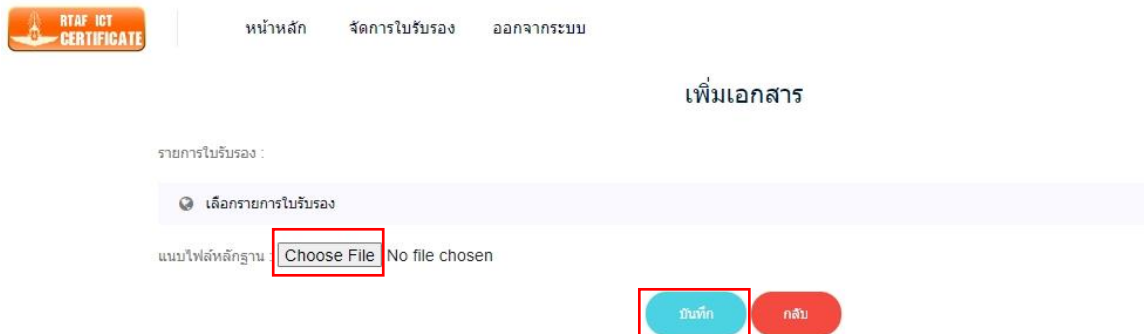 RTAF ICT
CERTIFICATE
หน้าหลัก จัดการใบรับรอง ออกจากระบบ
เพิ่มเอกสาร
รายการใบรับรอง :
เลือกรายการใบรับรอง
แนบไฟล์หลักฐาน : Choose File No file chosen
บันทึก กลับ